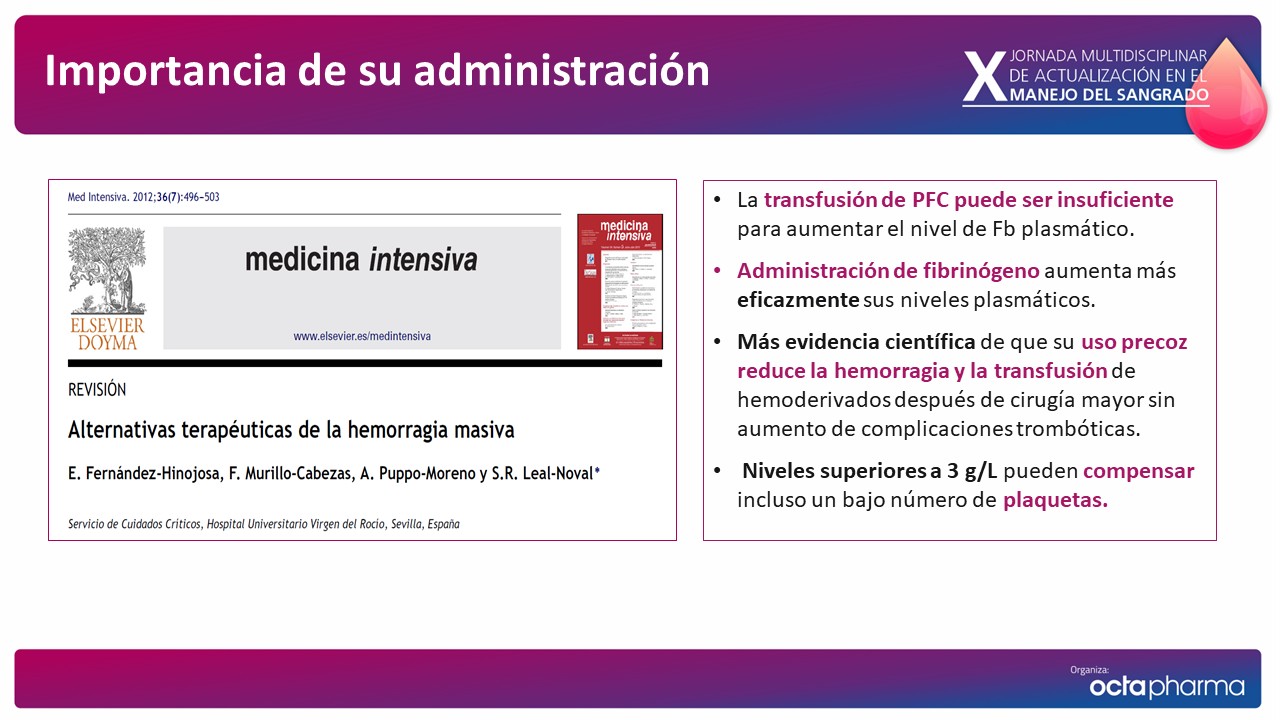 Importancia de su administración
X JORNADA MULTIDISCIPLINAR
DE ACTUALIZACIÓN EN EL
MANEJO DEL SANGRADO
Med Intensiva. 2012;36(7):496–503
medicina intensiva
www.elsevier.es/medintensiva
ELSEVIER
DOYMA
medicina
intensiva
REVISIÓN
Alternativas terapéuticas de la hemorragia masiva
E. Fernández-Hinojosa, F. Murillo-Cabezas, A. Puppo-Moreno y S.R. Leal-Noval*
Servicio de Cuidados Críticos, Hospital Universitario Virgen del Rocío, Sevilla, España
• La transfusión de PFC puede ser insuficiente
para aumentar el nivel de Fb plasmático.
• Administración de fibrinógeno aumenta más
eficazmente sus niveles plasmáticos.
• Más evidencia científica de que su uso precoz
reduce la hemorragia y la transfusión de
hemoderivados después de cirugía mayor sin
aumento de complicaciones trombóticas.
• Niveles superiores a 3 g/L pueden compensar
incluso un bajo número de plaquetas.
Organiza:
octapharma